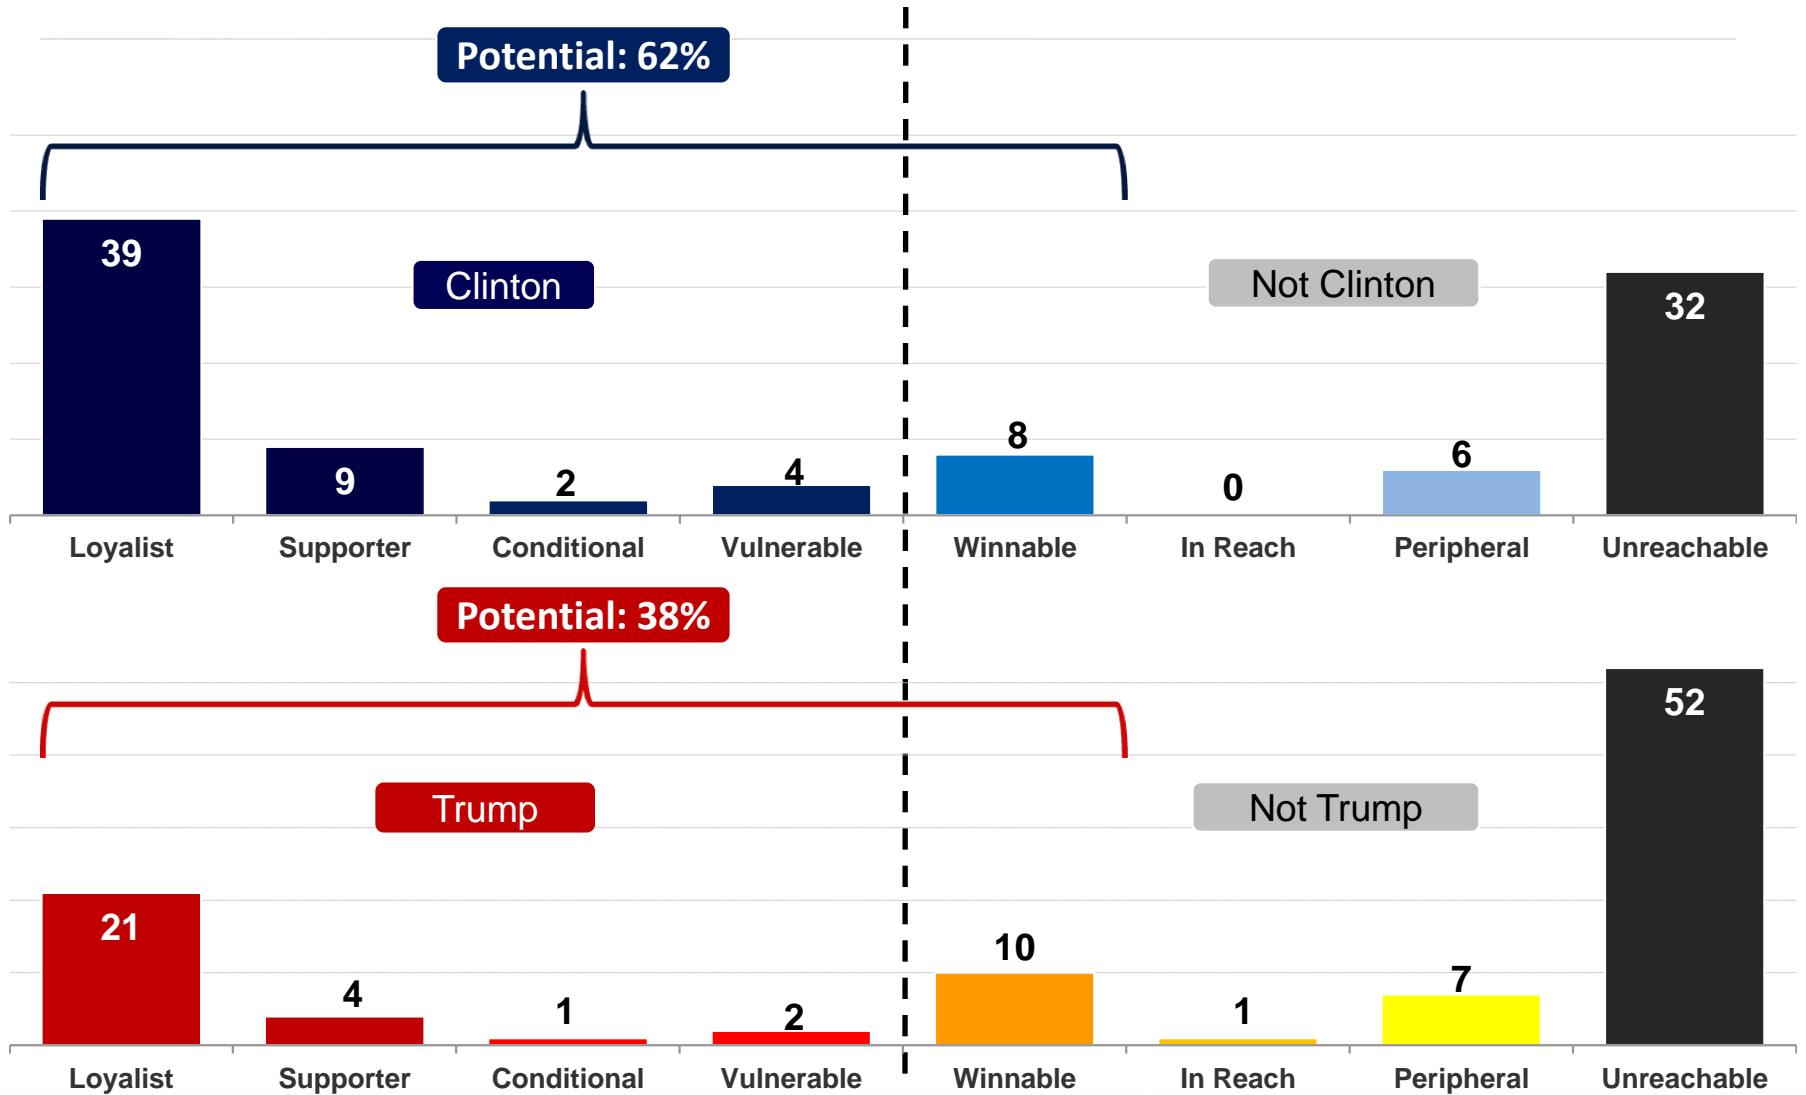 Potential: 62%
Clinton
Not Clinton
39
9
2
4
8
0
6
32
Loyalist Supporter Conditional Vulnerable Winnable In Reach Peripheral Unreachable
Potential: 38%
Trump
Not Trump
21
4
1
2
10
1
7
52
Loyalist Supporter Conditional Vulnerable Winnable In Reach Peripheral Unreachable